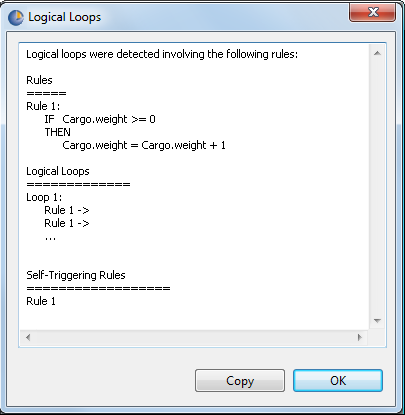 Logical Loops
Logical loops were detected involving the following rules:
Rules
=====
Rule 1:
IF Cargo.weight >= 0
THEN
Cargo.weight = Cargo.weight + 1
Logical Loops
=============
Loop 1:
Rule 1 ->
Rule 1 ->
...
Self-Triggering Rules
==================
Rule 1
Copy
OK